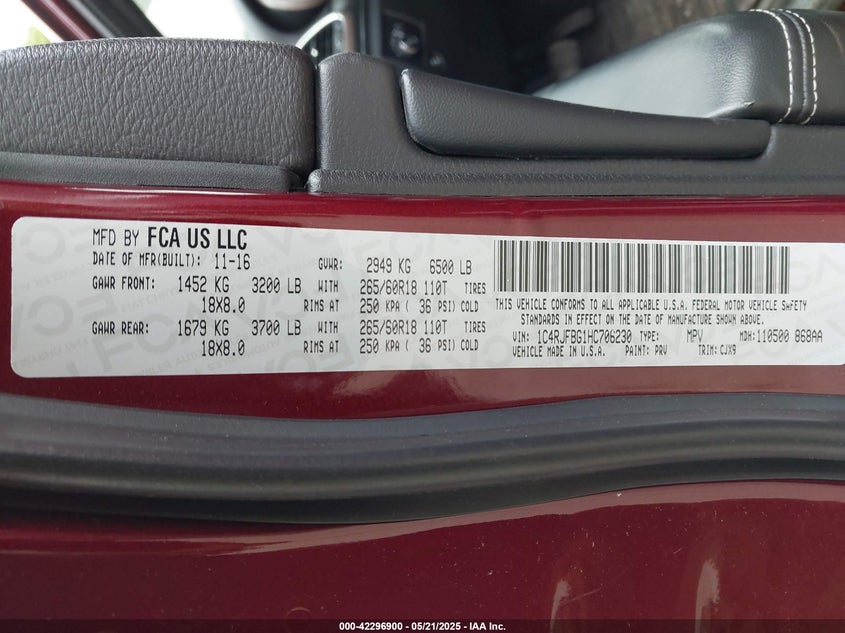 MFD BY FCA US LLC
DATE OF MFR(BUILT): 11-16 GVWR: 2949 KG 6500 LB
GAWR FRONT: 1452 KG 3200 LB WITH 265/60R18 110T TIRES
18X8.0 RIMS AT 250 KPA ( 36 PSI) COLD
GAWR REAR: 1679 KG 3700 LB WITH 265/60R18 110T TIRES
18X8.0 RIMS AT 250 KPA ( 36 PSI) COLD
THIS VEHICLE CONFORMS TO ALL APPLICABLE U.S.A. FEDERAL MOTOR VEHICLE SAFETY
STANDARDS IN EFFECT ON THE DATE OF MANUFACTURE SHOWN ABOVE.
VIN: 1C4RJFBG1HC706230 TYPE: MPV MDH: 110500 868AA
VEHICLE MADE IN U.S.A. PAINT: PRV TRIM: CJX9
000-42296900 - 05/21/2025 - IAA Inc.